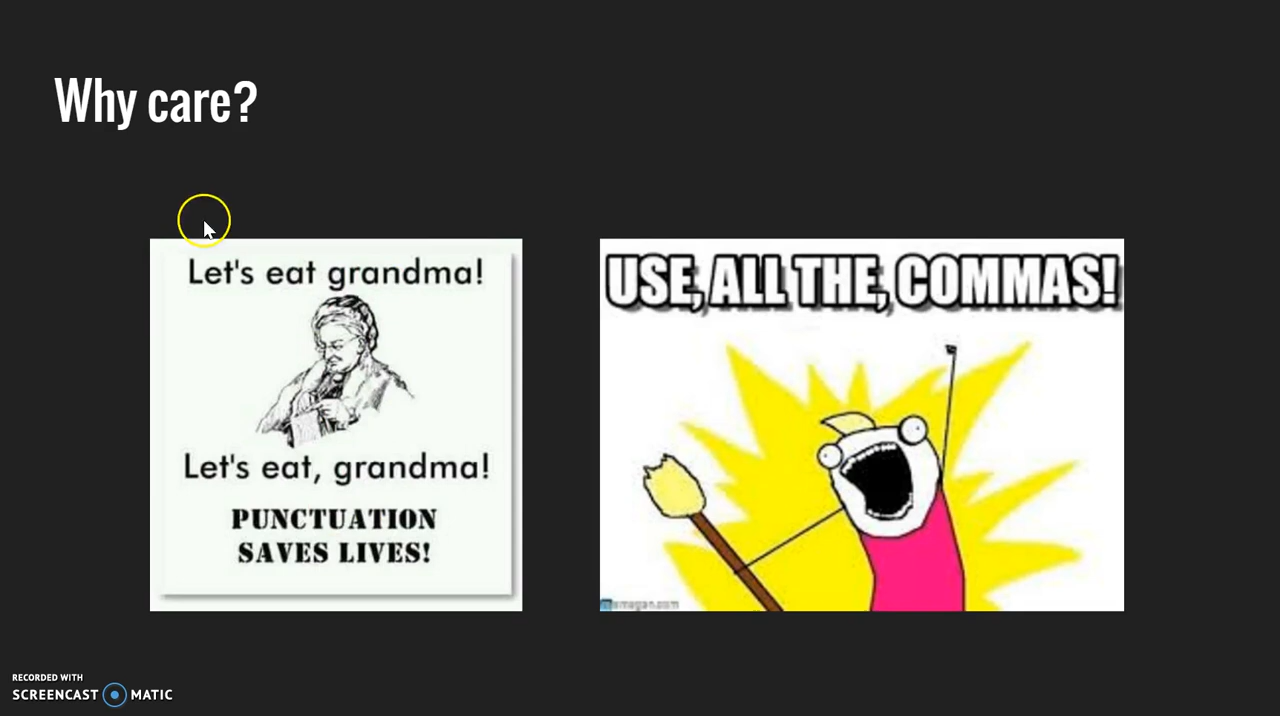 Why care?
Let's eat grandma!
Let's eat, grandma!
PUNCTUATION
SAVES LIVES!
USE, ALL THE, COMMAS!
RECORDED WITH
SCREENCAST MATIC